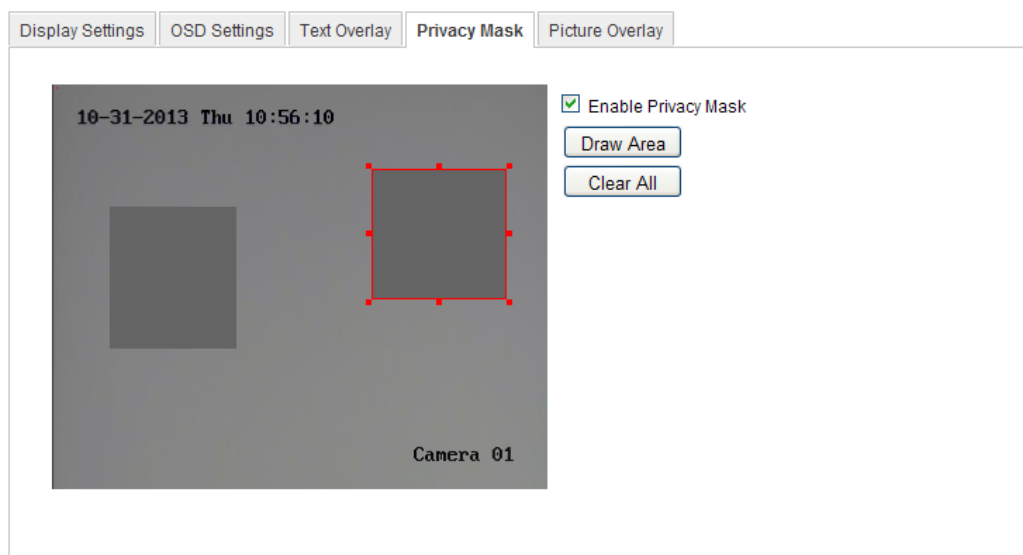 Display Settings OSD Settings Text Overlay Privacy Mask Picture Overlay
10-31-2013 Thu 10:56:10
Enable Privacy Mask
Draw Area
Clear All
Camera 01